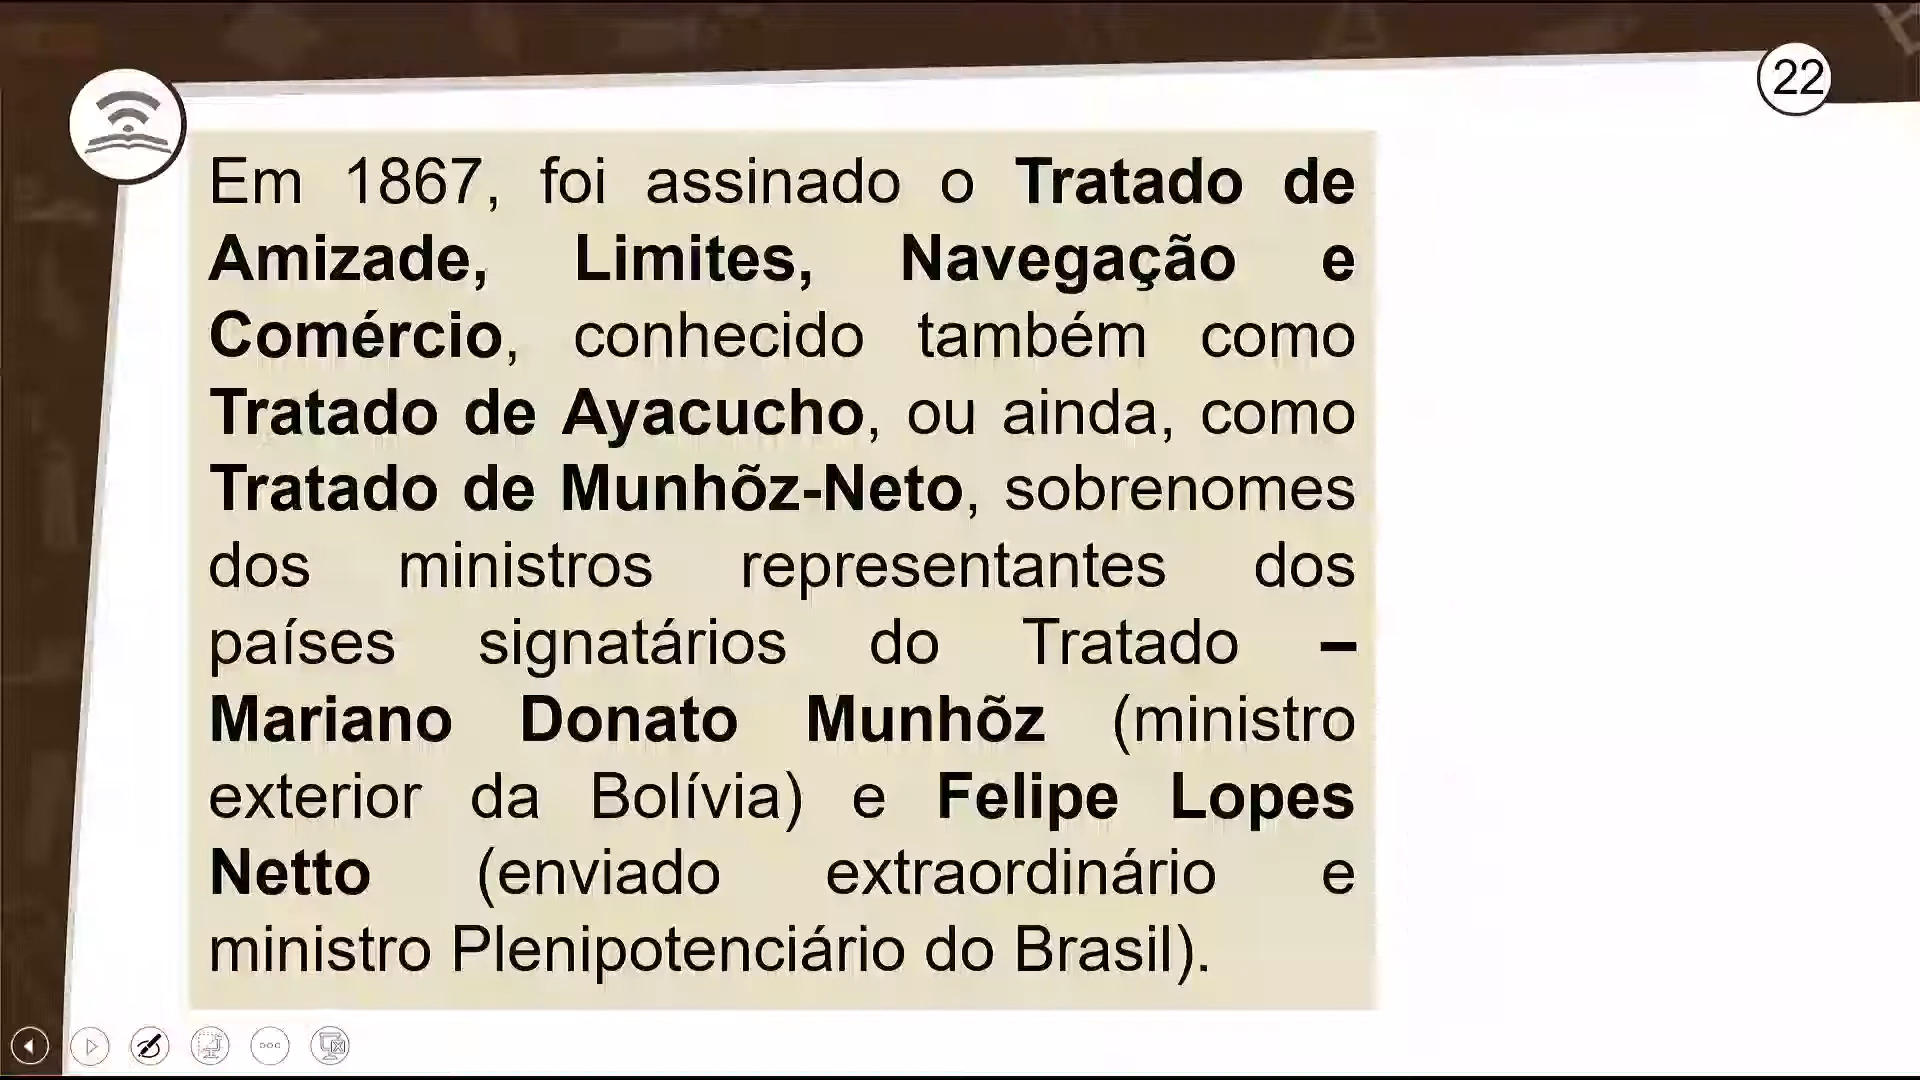 22
Em 1867, foi assinado o Tratado de
Amizade, Limites, Navegação e
Comércio, conhecido também como
Tratado de Ayacucho, ou ainda, como
Tratado de Munhõz-Neto, sobrenomes
dos ministros representantes dos
países signatários do Tratado –
Mariano Donato Munhõz (ministro
exterior da Bolívia) e Felipe Lopes
Netto (enviado extraordinário e
ministro Plenipotenciário do Brasil).